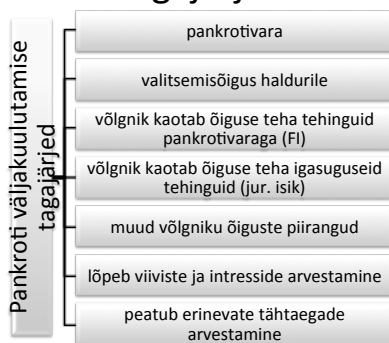 Pankroti väljakuulutamise
tagajärjed
pankrotivara
valitsemisõigus haldurile
võlgnik kaotab õiguse teha tehinguid
pankrotivaraga (FI)
võlgnik kaotab õiguse teha igasuguseid
tehinguid (jur. isik)
muud võlgniku õiguste piirangud
lõpeb viiviste ja intresside arvestamine
peatub erinevate tähtaegade
arvestamine